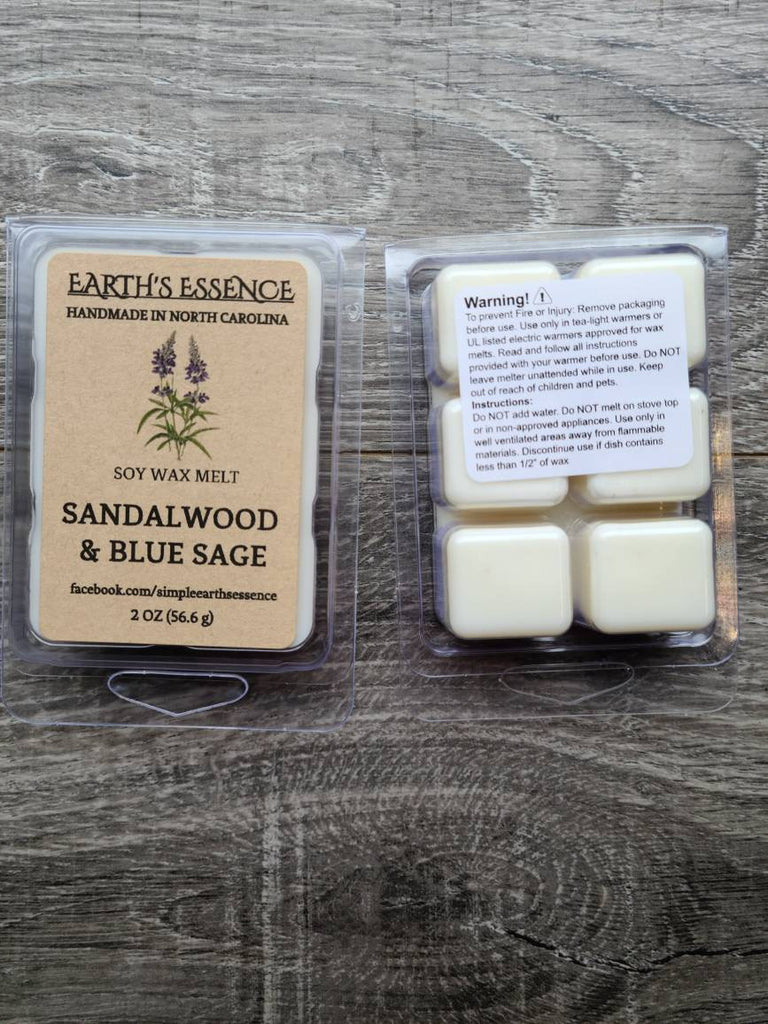 EARTH'S ESSENCE
HANDMADE IN NORTH CAROLINA
SOY WAX MELT
SANDALWOOD
& BLUE SAGE
facebook.com/simpleearthsessence
2 OZ (56.6 g)
Warning!
To prevent Fire or Injury: Remove packaging
before use. Use only in tea-light warmers or
UL listed electric warmers approved for wax
melts. Read and follow all instructions
provided with your warmer before use. Do NOT
leave melter unattended while in use. Keep
out of reach of children and pets.
Instructions:
Do NOT add water. Do NOT melt on stove top
or in non-approved appliances. Use only in
well ventilated areas away from flammable
materials. Discontinue use if dish contains
less than 1/2" of wax